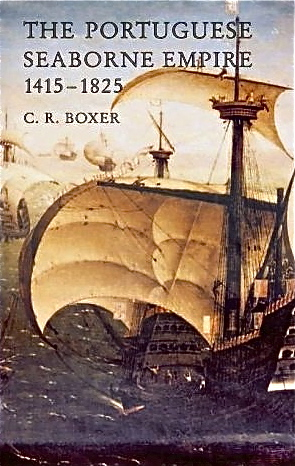 THE PORTUGUESE
SEABORNE EMPIRE
1415–1825
C. R. BOXER